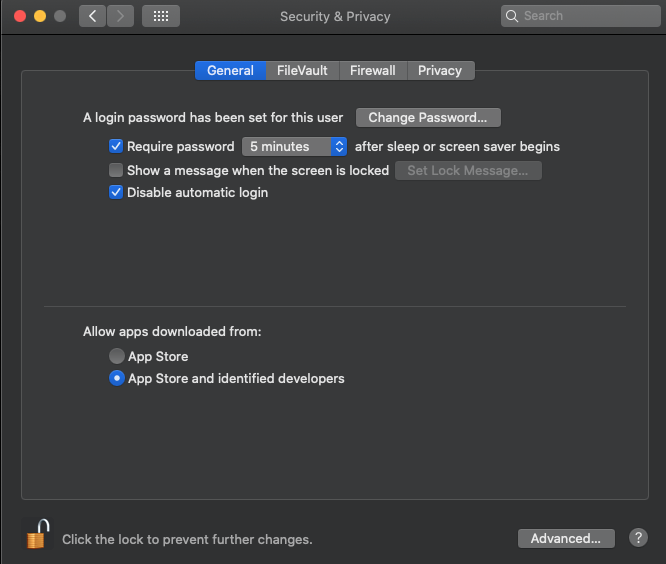 Security & Privacy
Search
General
FileVault
Firewall
Privacy
A login password has been set for this user
Change Password...
Require password
5 minutes
after sleep or screen saver begins
Show a message when the screen is locked
Set Lock Message...
Disable automatic login
Allow apps downloaded from:
App Store
App Store and identified developers
Click the lock to prevent further changes.
Advanced...
?